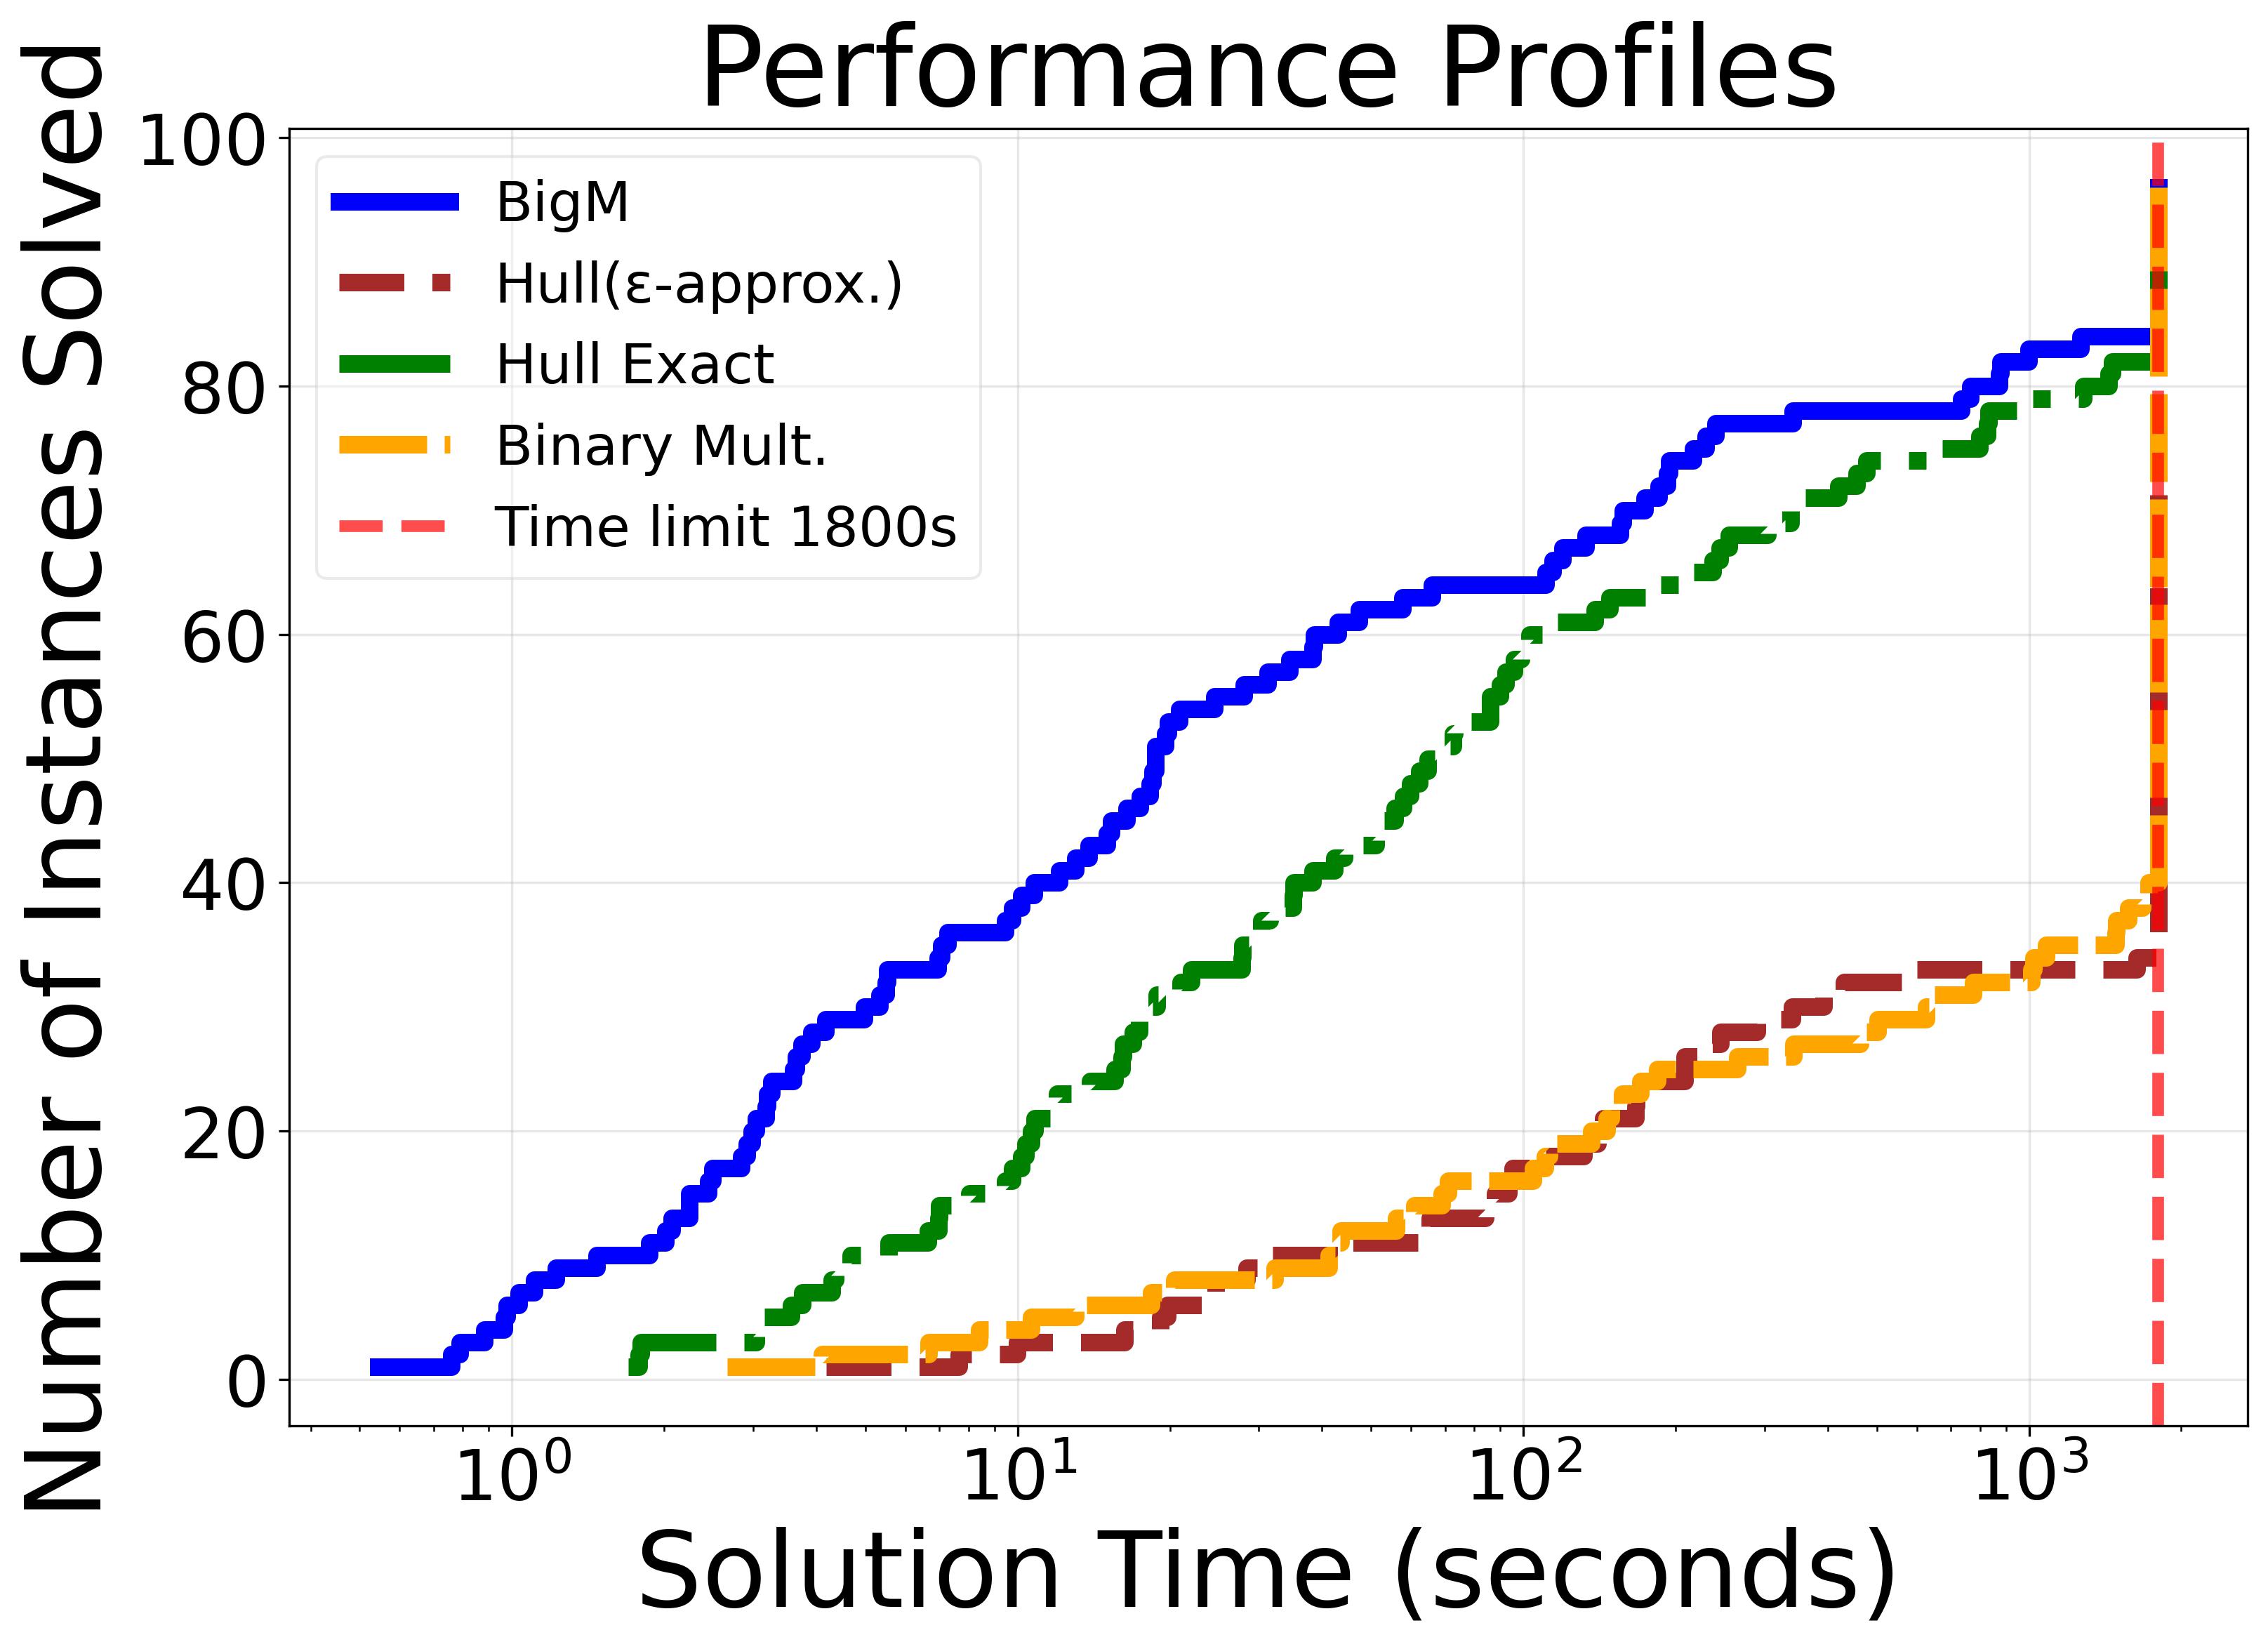 Performance Profiles
Number of Instances Solved
100
80
60
40
20
0
BigM
Hull(ε-approx.)
Hull Exact
Binary Mult.
Time limit 1800s
10⁰
10¹
10²
10³
Solution Time (seconds)